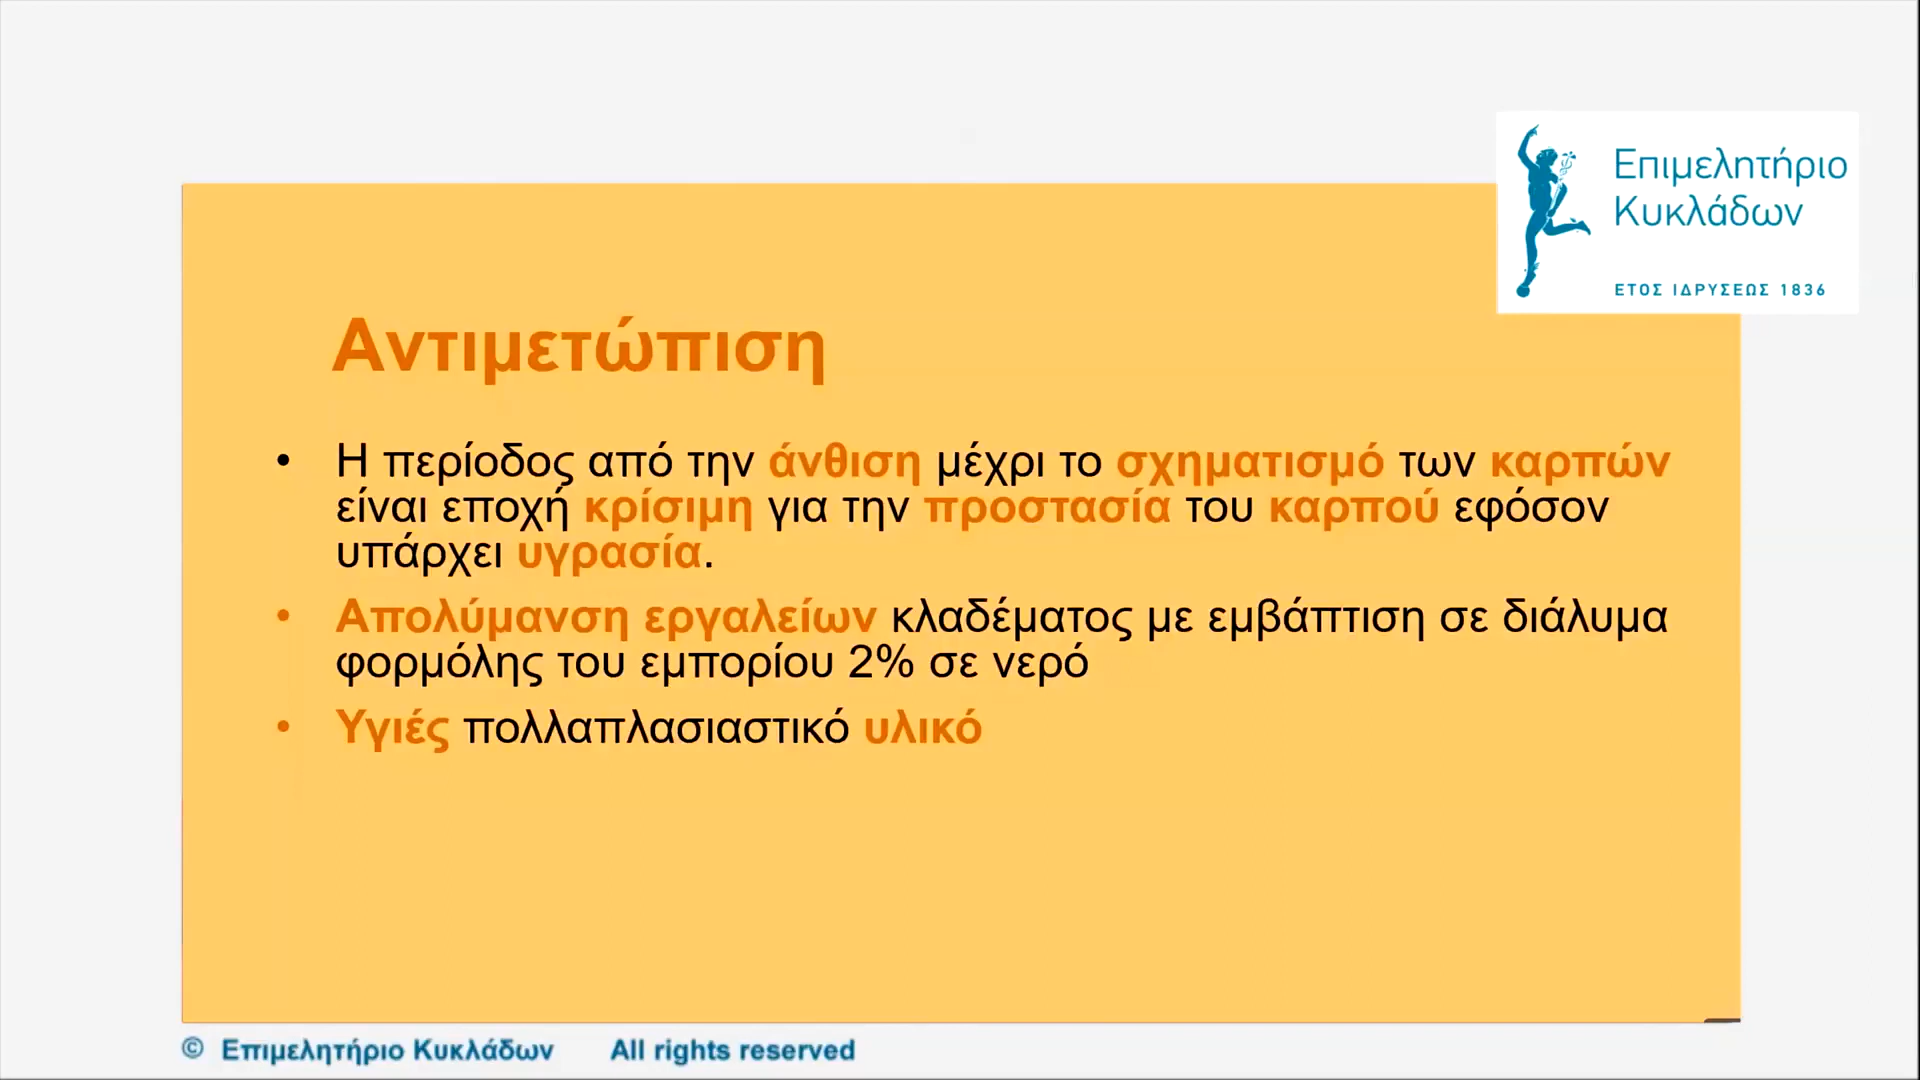 Επιμελητήριο
Κυκλάδων
ΕΤΟΣ ΙΔΡΥΣΕΩΣ 1836
Αντιμετώπιση
• Η περίοδος από την άνθιση μέχρι το σχηματισμό των καρπών
είναι εποχή κρίσιμη για την προστασία του καρπού εφόσον
υπάρχει υγρασία.
• Απολύμανση εργαλείων κλαδέματος με εμβάπτιση σε διάλυμα
φορμόλης του εμπορίου 2% σε νερό
• Υγιές πολλαπλασιαστικό υλικό
© Επιμελητήριο Κυκλάδων All rights reserved